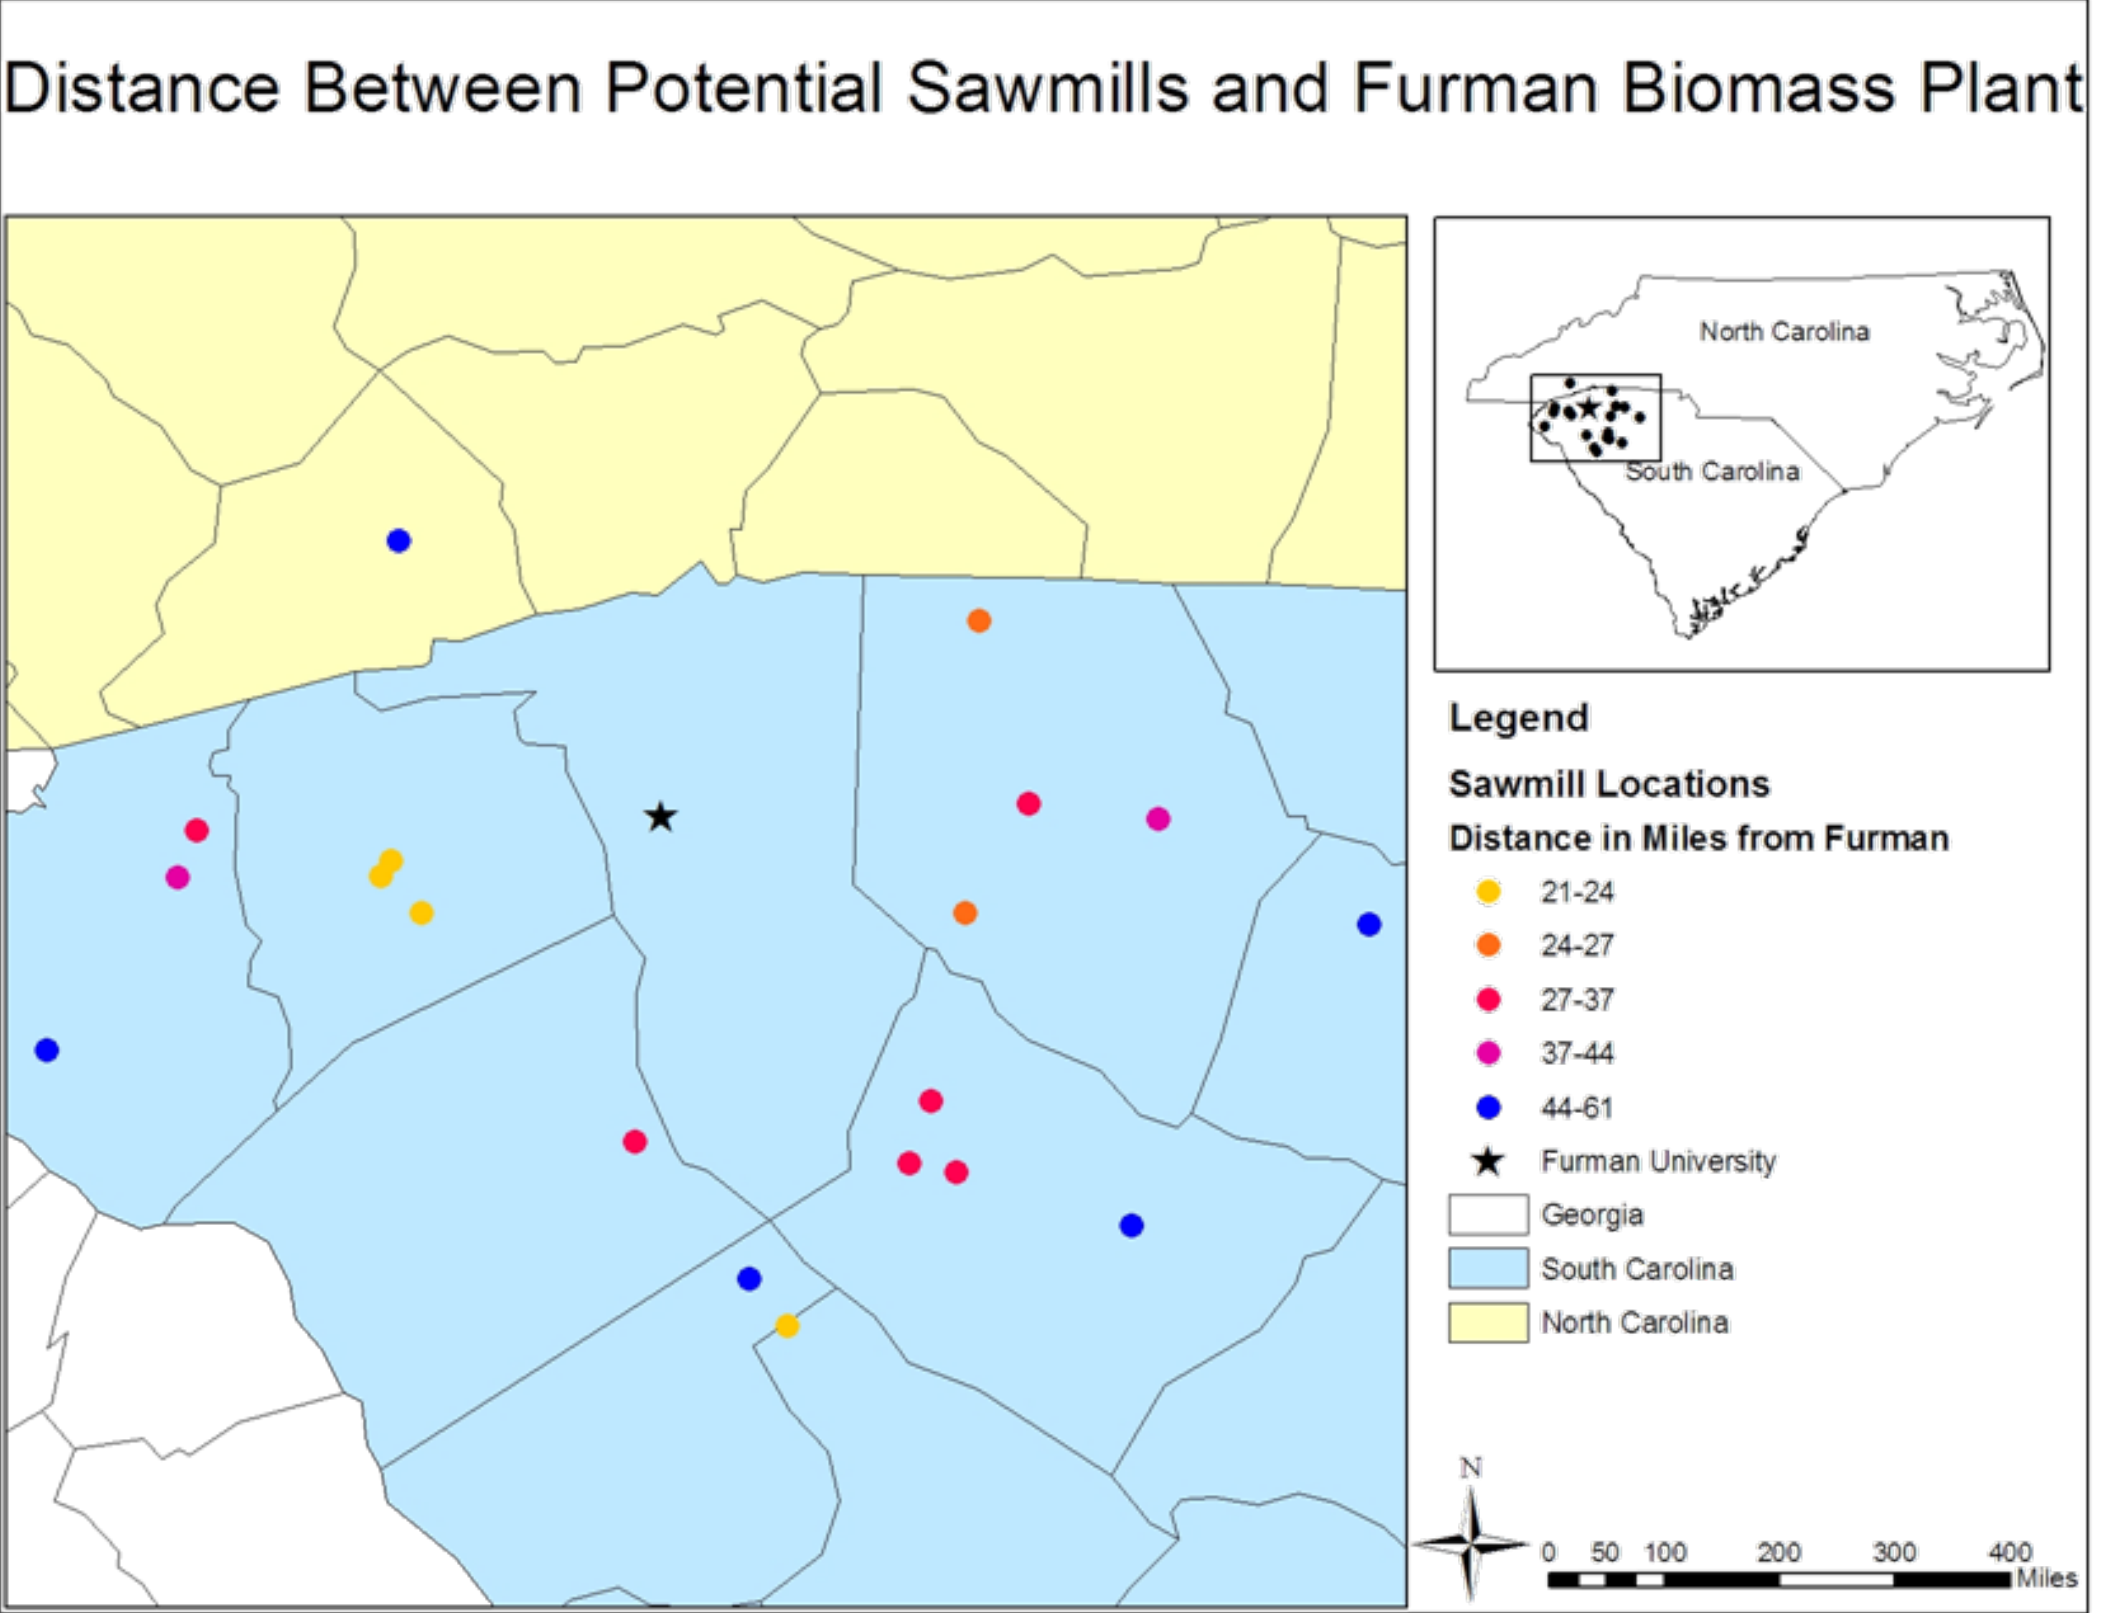 Distance Between Potential Sawmills and Furman Biomass Plant
North Carolina
South Carolina
Legend
Sawmill Locations
Distance in Miles from Furman
21-24
24-27
27-37
37-44
44-61
Furman University
Georgia
South Carolina
North Carolina
N
0 50 100 200 300 400
Miles